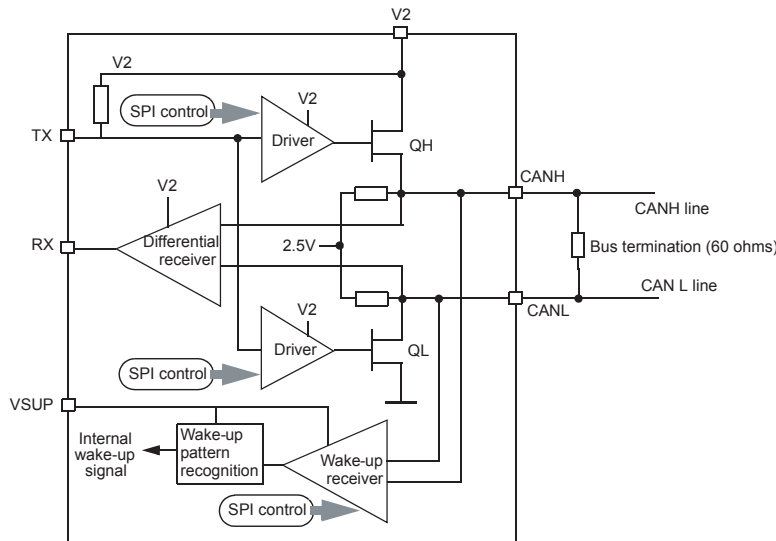 V2
V2
SPI control
V2
TX
Driver
QH
CANH
V2
CANH line
RX
Differential
receiver
2.5V
Bus termination (60 ohms)
CAN L line
V2
CANL
Driver
QL
SPI control
VSUP
Internal
wake-up
signal
Wake-up
pattern
recognition
Wake-up
receiver
SPI control